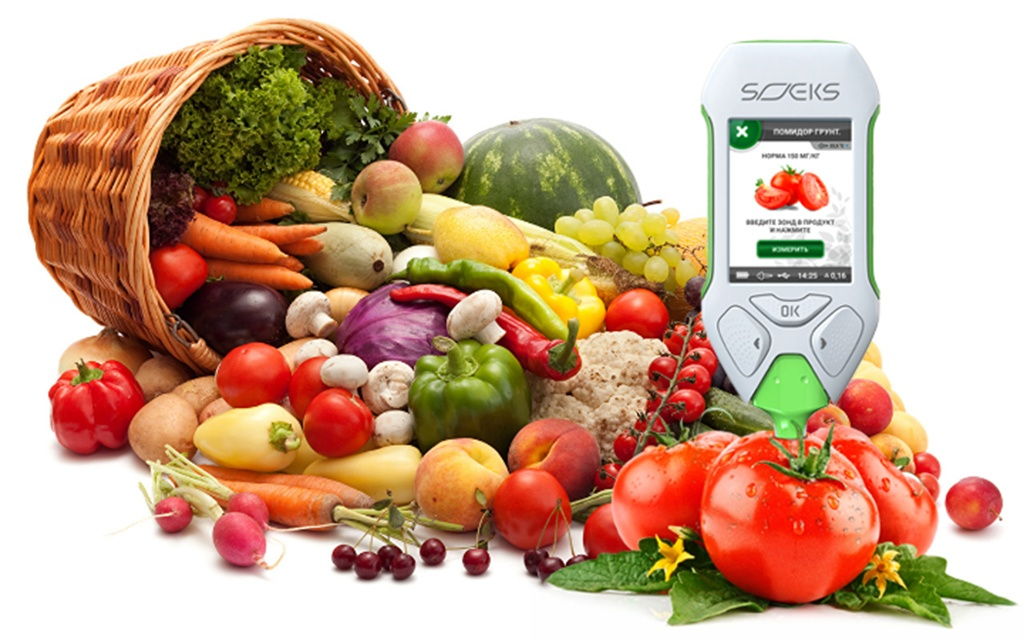 SOEKS
ПОМИДОР ГРУНТ.
НОРМА 150 МГ/КГ
ВВЕДИТЕ ЗОНД В ПРОДУКТ
И НАЖМИТЕ
ИЗМЕРИТЬ
14:25 0,16
OK